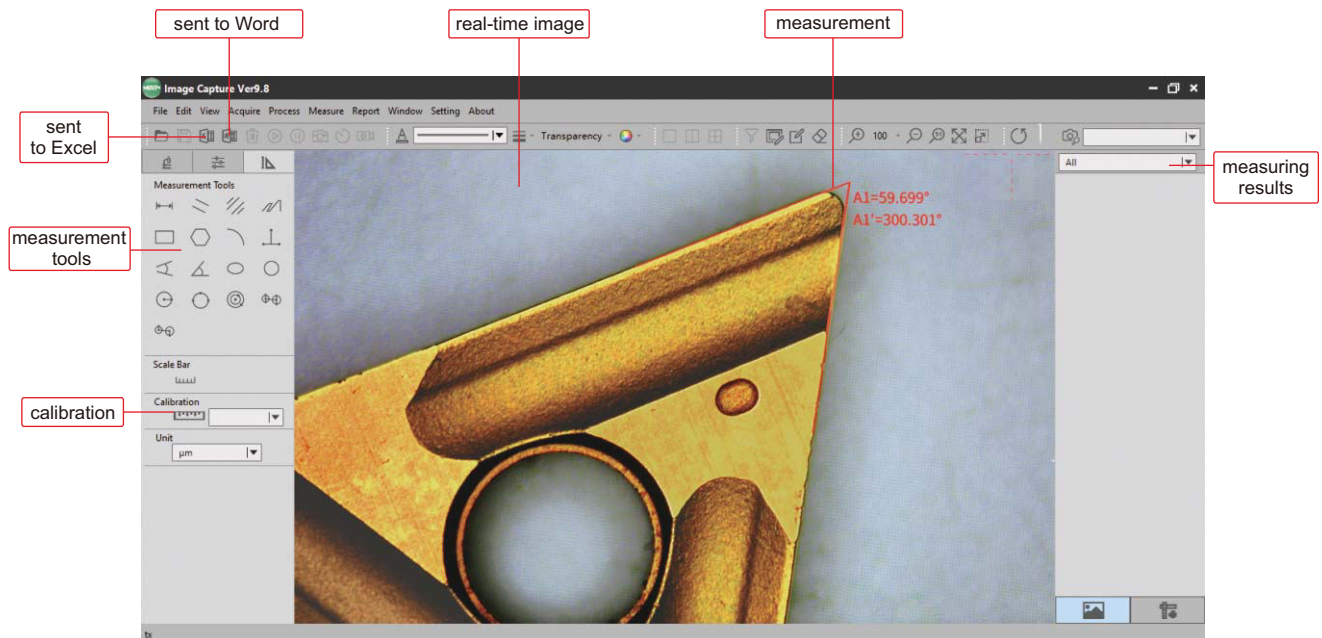 sent to Word
real-time image
measurement
Image Capture Ver9.8
File Edit View Acquire Process Measure Report Window Setting About
sent
to Excel
Transparency
100
All
measuring
results
Measurement Tools
A1=59.699°
A1'=300.301°
measurement
tools
Scale Bar
Calibration
calibration
Unit
μm
tx